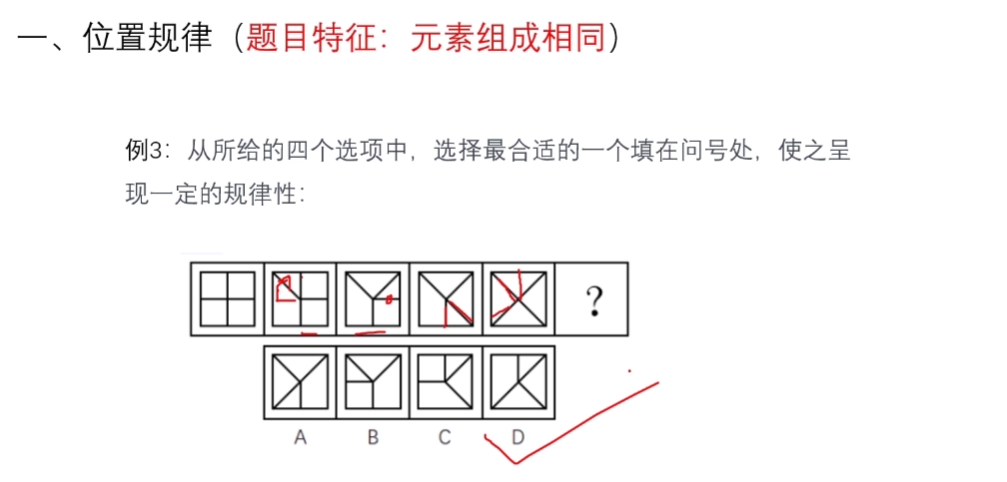 一、位置规律（题目特征：元素组成相同）
例3：从所给的四个选项中，选择最合适的一个填在问号处，使之呈
现一定的规律性：
?
A B C D